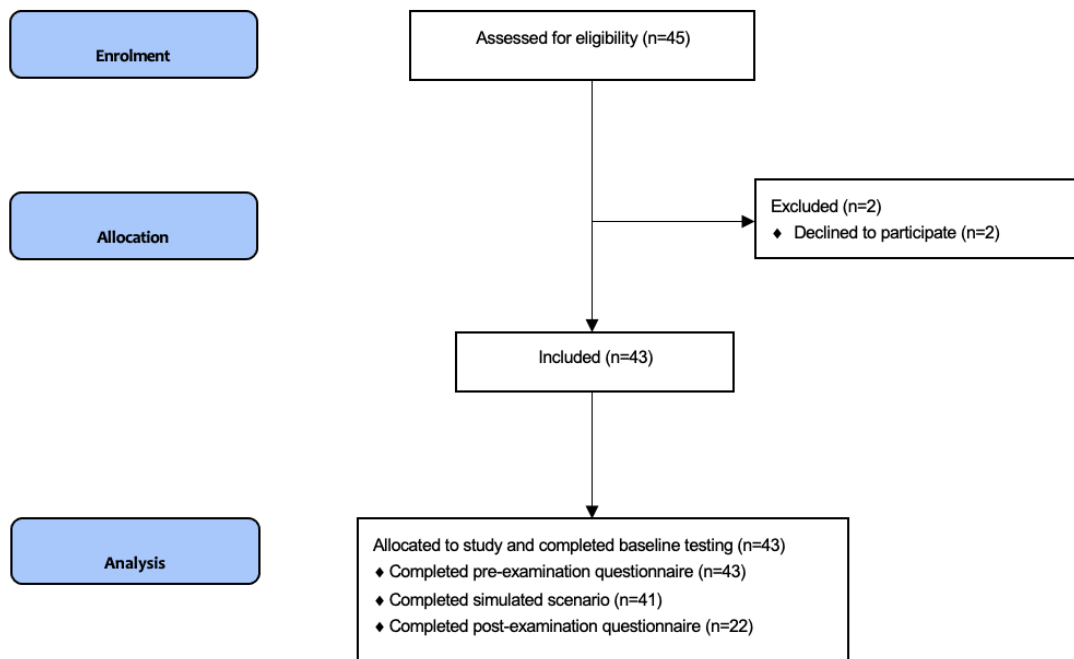 Enrolment
Assessed for eligibility (n=45)
Allocation
Excluded (n=2)
♦ Declined to participate (n=2)
Included (n=43)
Analysis
Allocated to study and completed baseline testing (n=43)
♦ Completed pre-examination questionnaire (n=43)
♦ Completed simulated scenario (n=41)
♦ Completed post-examination questionnaire (n=22)